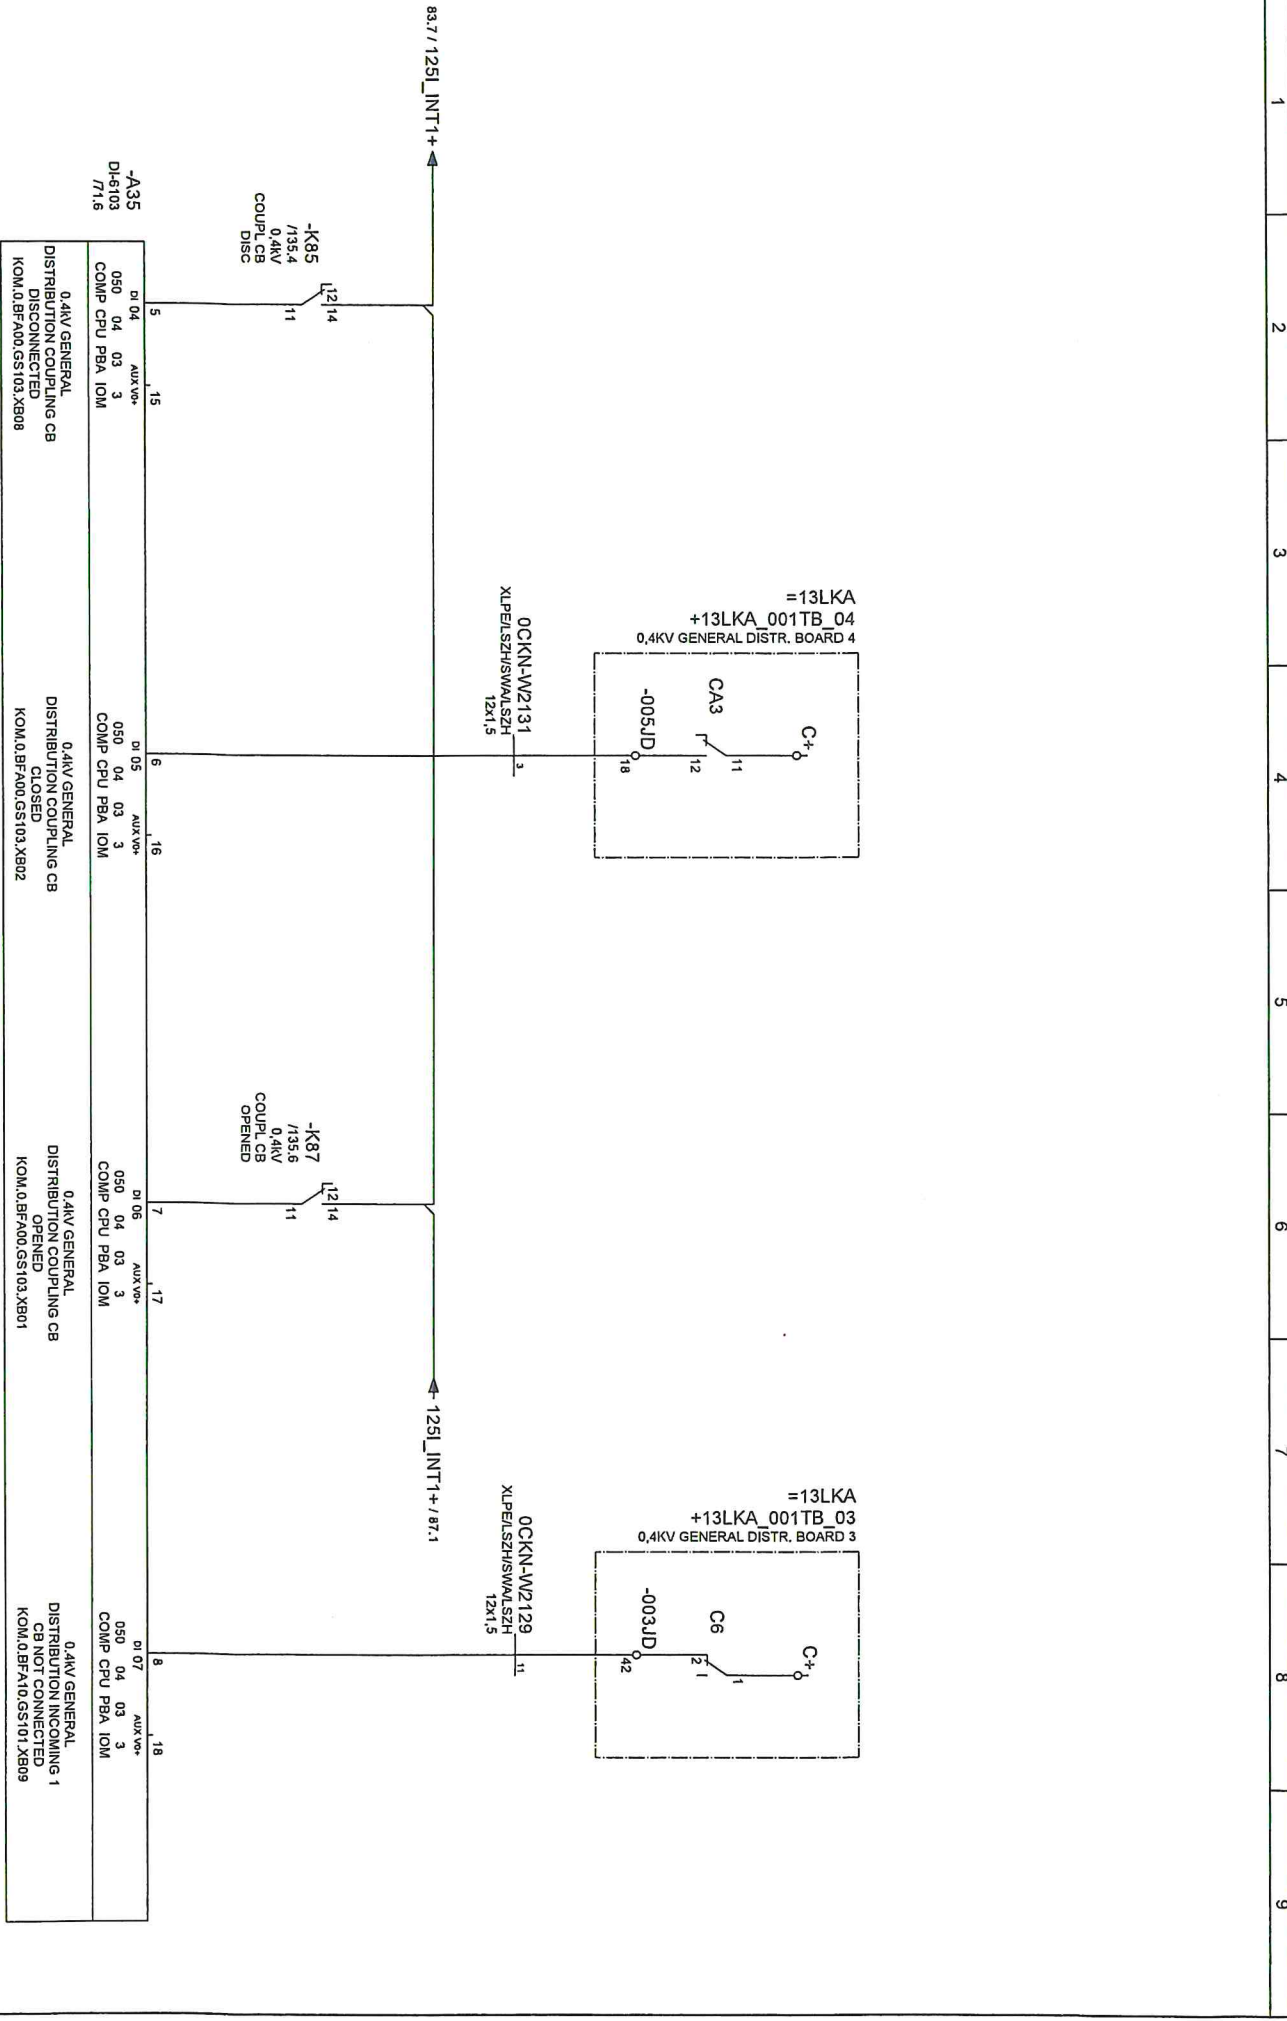 1
2
3
4
5
6
7
8
9
=13LKA
+13LKA_001TB_04
0,4KV GENERAL DISTR. BOARD 4
C+
CA3
11
12
-005JD
18
=13LKA
+13LKA_001TB_03
0,4KV GENERAL DISTR. BOARD 3
C+
C6
1
2
-003JD
42
0CKN-W2131
XLPE/LSZH/SWA/LSZH
12x1,5
3
0CKN-W2129
XLPE/LSZH/SWA/LSZH
12x1,5
11
83.7 / 125I_INT1+
125I_INT1+ / 87.1
-K85
/135.4
0,4kV
COUPL CB
DISC
12
14
11
-K87
/135.6
0,4kV
COUPL CB
OPENED
12
14
11
-A35
DI-6103
/71.6
5
15
DI 04
AUX V0+
050 04 03 3
COMP CPU PBA IOM
0.4kV GENERAL
DISTRIBUTION COUPLING CB
DISCONNECTED
KOM.0.BFA00.GS103.XB08
6
16
DI 05
AUX V0+
050 04 03 3
COMP CPU PBA IOM
0.4kV GENERAL
DISTRIBUTION COUPLING CB
CLOSED
KOM.0.BFA00.GS103.XB02
7
17
DI 06
AUX V0+
050 04 03 3
COMP CPU PBA IOM
0.4kV GENERAL
DISTRIBUTION COUPLING CB
OPENED
KOM.0.BFA00.GS103.XB01
8
18
DI 07
AUX V0+
050 04 03 3
COMP CPU PBA IOM
0.4kV GENERAL
DISTRIBUTION INCOMING 1
CB NOT CONNECTED
KOM.0.BFA10.GS101.XB09